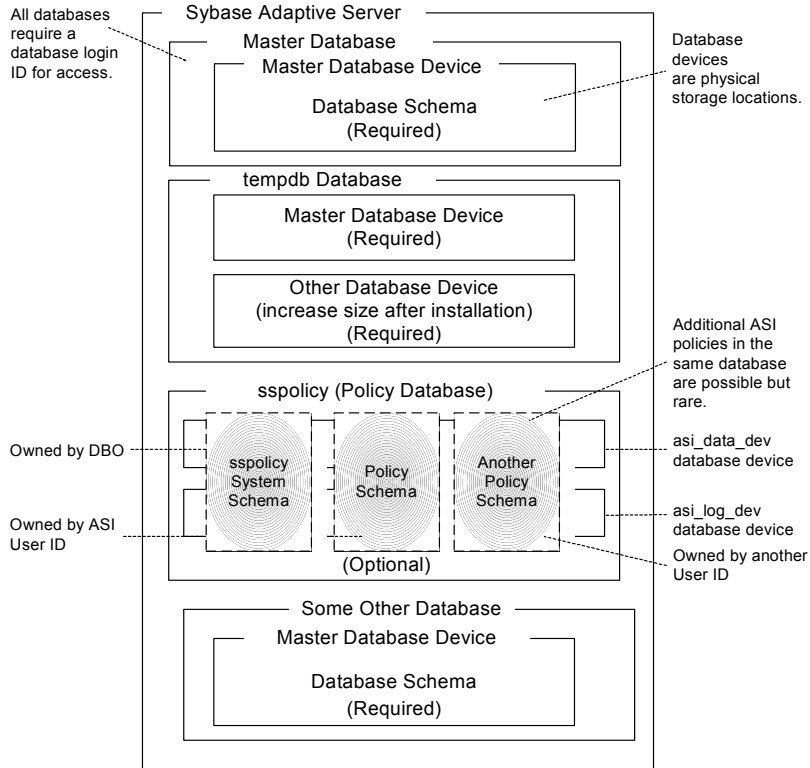 All databases
require a
database login
ID for access.
Sybase Adaptive Server
Master Database
Master Database Device
Database Schema
(Required)
Database
devices
are physical
storage locations.
tempdb Database
Master Database Device
(Required)
Other Database Device
(increase size after installation)
(Required)
Additional ASI
policies in the
same database
are possible but
rare.
sspolicy (Policy Database)
Owned by DBO
Owned by ASI
User ID
sspolicy
System
Schema
Policy
Schema
Another
Policy
Schema
asi_data_dev
database device
asi_log_dev
database device
Owned by another
User ID
(Optional)
Some Other Database
Master Database Device
Database Schema
(Required)